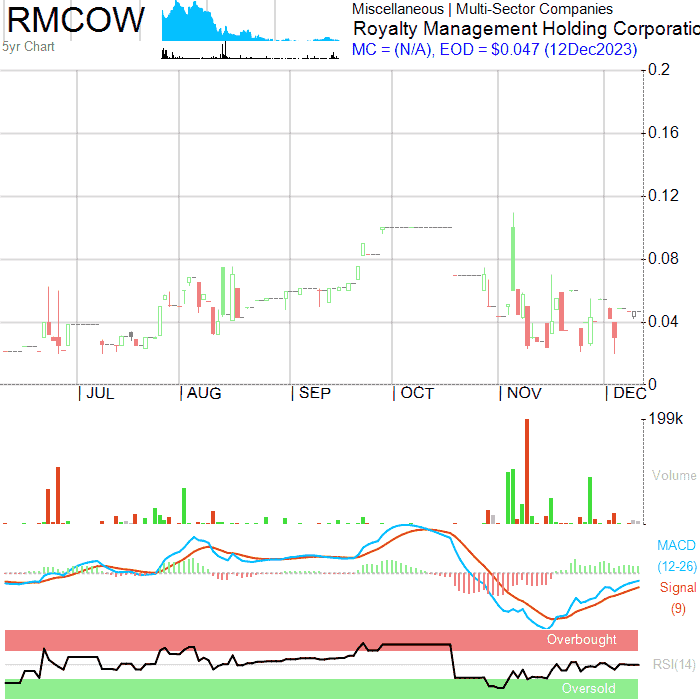 RMCOW
5yr Chart
Miscellaneous | Multi-Sector Companies
Royalty Management Holding Corporatio
MC = (N/A), EOD = $0.047 (12Dec2023)
0.2
0.16
0.12
0.08
0.04
0
| JUL | AUG | SEP | OCT | NOV | DEC
199k
Volume
MACD
(12-26)
Signal
(9)
Overbought
RSI(14)
Oversold